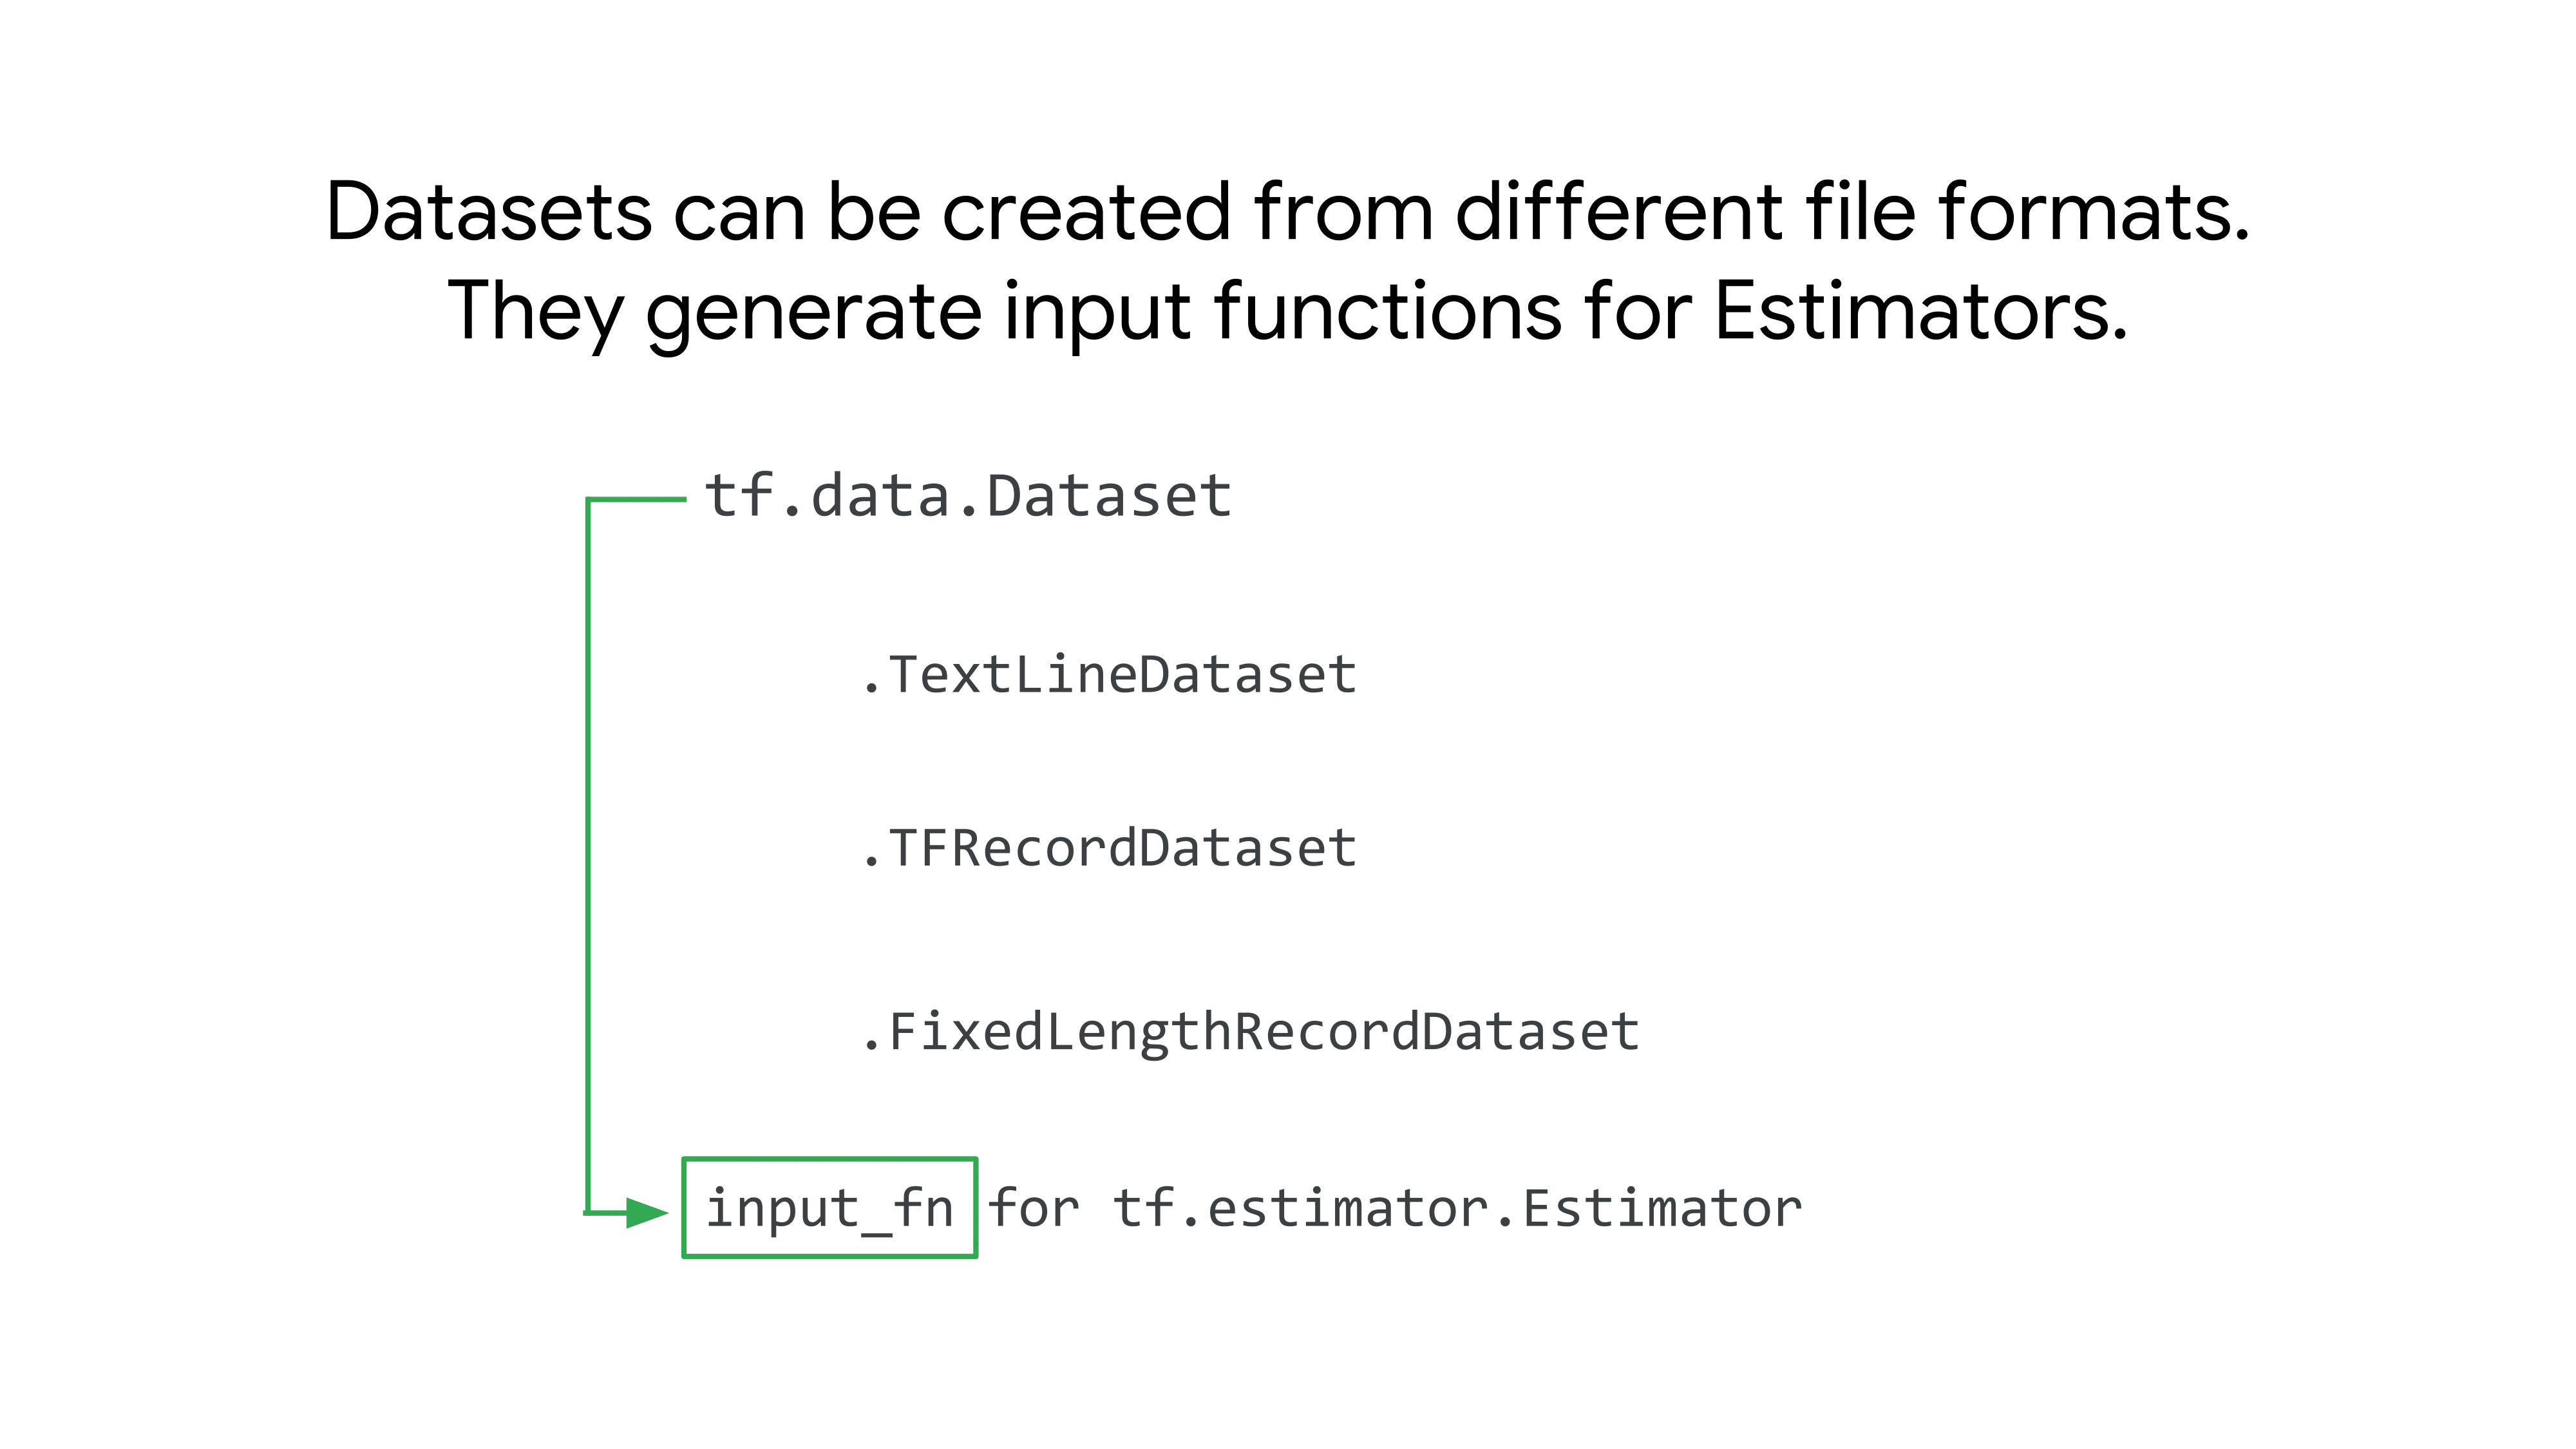 Datasets can be created from different file formats.
They generate input functions for Estimators.
tf.data.Dataset
.TextLineDataset
.TFRecordDataset
.FixedLengthRecordDataset
input_fn for tf.estimator.Estimator